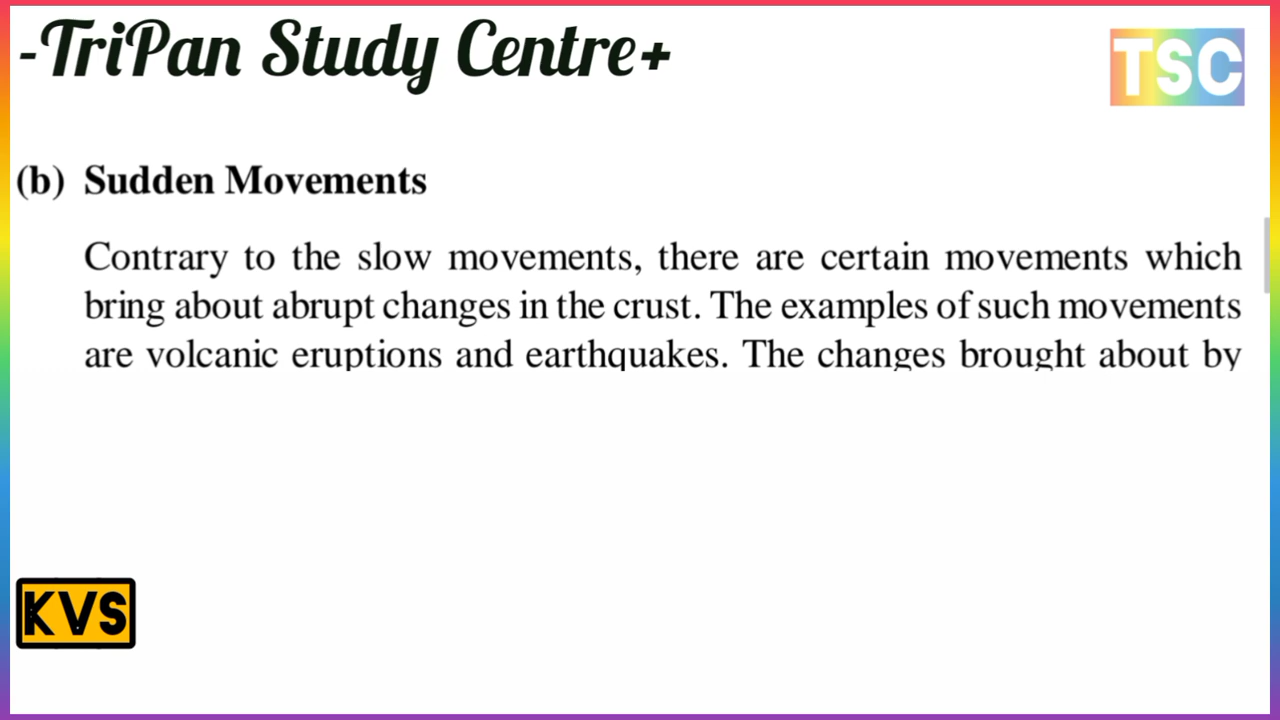 -TriPan Study Centre+
TSC
(b) Sudden Movements
Contrary to the slow movements, there are certain movements which
bring about abrupt changes in the crust. The examples of such movements
are volcanic eruptions and earthquakes. The changes brought about by
KVS